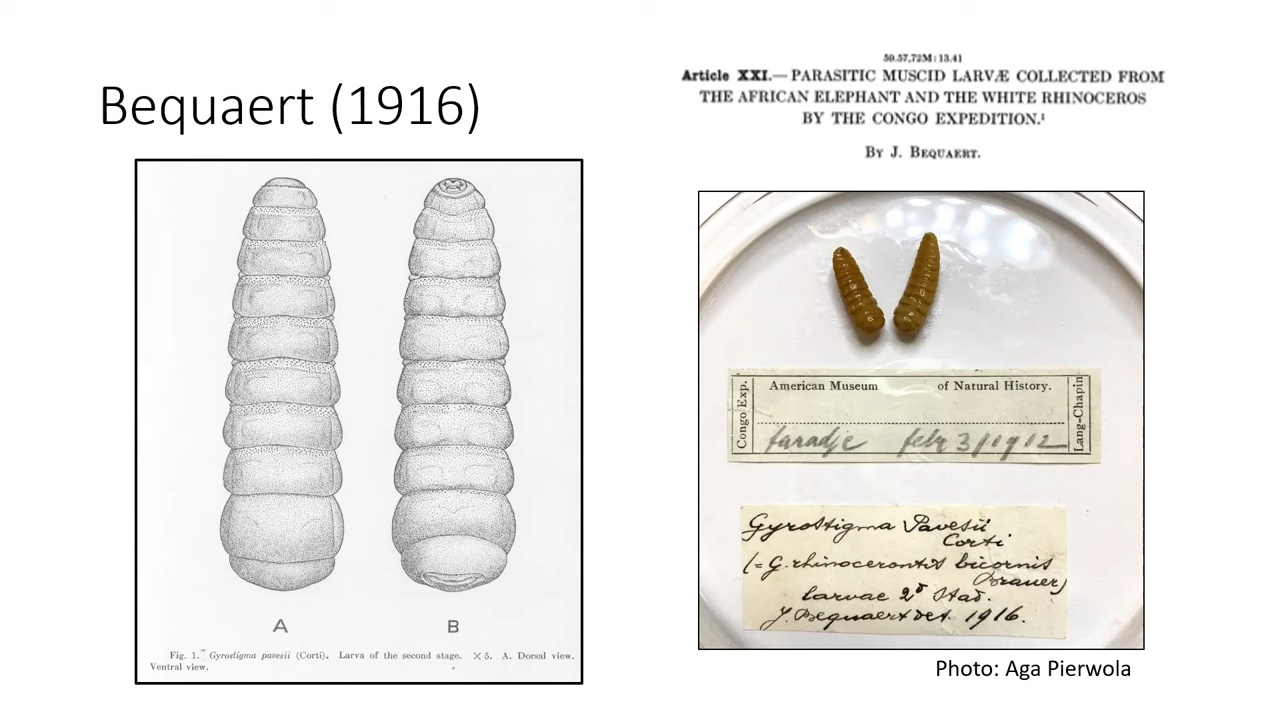 Bequaert (1916)
59.57,72M:13.41
Article XXI.— PARASITIC MUSCID LARVÆ COLLECTED FROM
THE AFRICAN ELEPHANT AND THE WHITE RHINOCEROS
BY THE CONGO EXPEDITION.¹
BY J. BEQUAERT.
A
B
Fig. 1. Gyrostigma pavesii (Corti). Larva of the second stage. ×5. A. Dorsal view.
Ventral view.
Congo Exp.
American Museum of Natural History.
Lang-Chapin
faradje feby 3/1912
Gyrostigma Pavesii
Corti
(=G. rhinocerontis bicornis
Brauer)
larvae 2d Stad.
J. Bequaert det. 1916.
Photo: Aga Pierwola